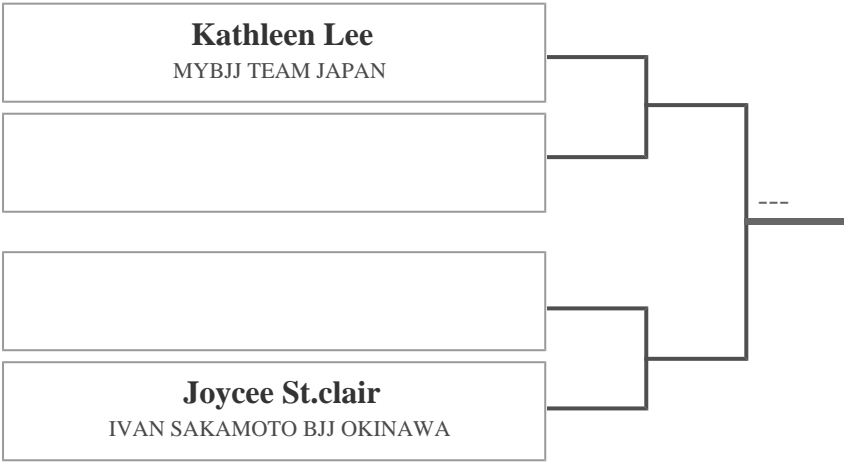 Kathleen Lee
MYBJJ TEAM JAPAN
---
Joycee St.clair
IVAN SAKAMOTO BJJ OKINAWA